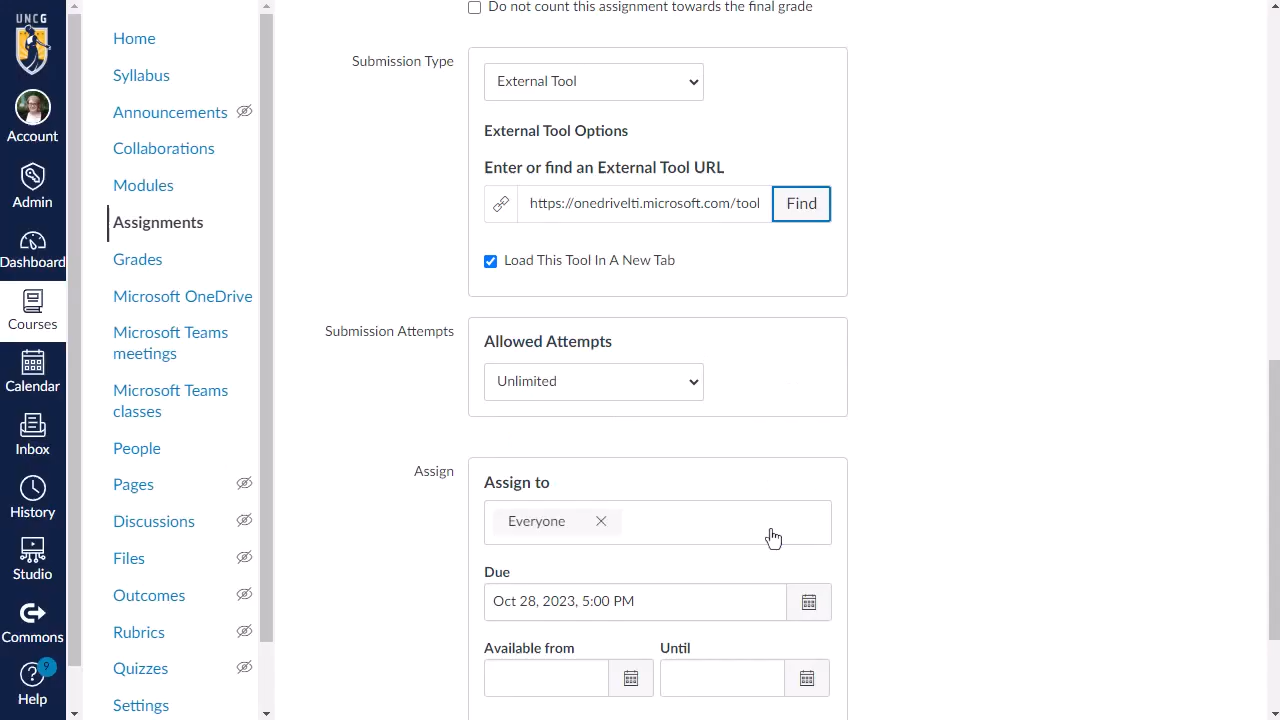 UNCG
Account
Admin
Dashboard
Courses
Calendar
Inbox
History
Studio
Commons
9
Help
Home
Syllabus
Announcements
Collaborations
Modules
Assignments
Grades
Microsoft OneDrive
Microsoft Teams
meetings
Microsoft Teams
classes
People
Pages
Discussions
Files
Outcomes
Rubrics
Quizzes
Settings
Do not count this assignment towards the final grade
Submission Type
External Tool
External Tool Options
Enter or find an External Tool URL
https://onedrivelti.microsoft.com/tool
Find
Load This Tool In A New Tab
Submission Attempts
Allowed Attempts
Unlimited
Assign
Assign to
Everyone
Due
Oct 28, 2023, 5:00 PM
Available from
Until